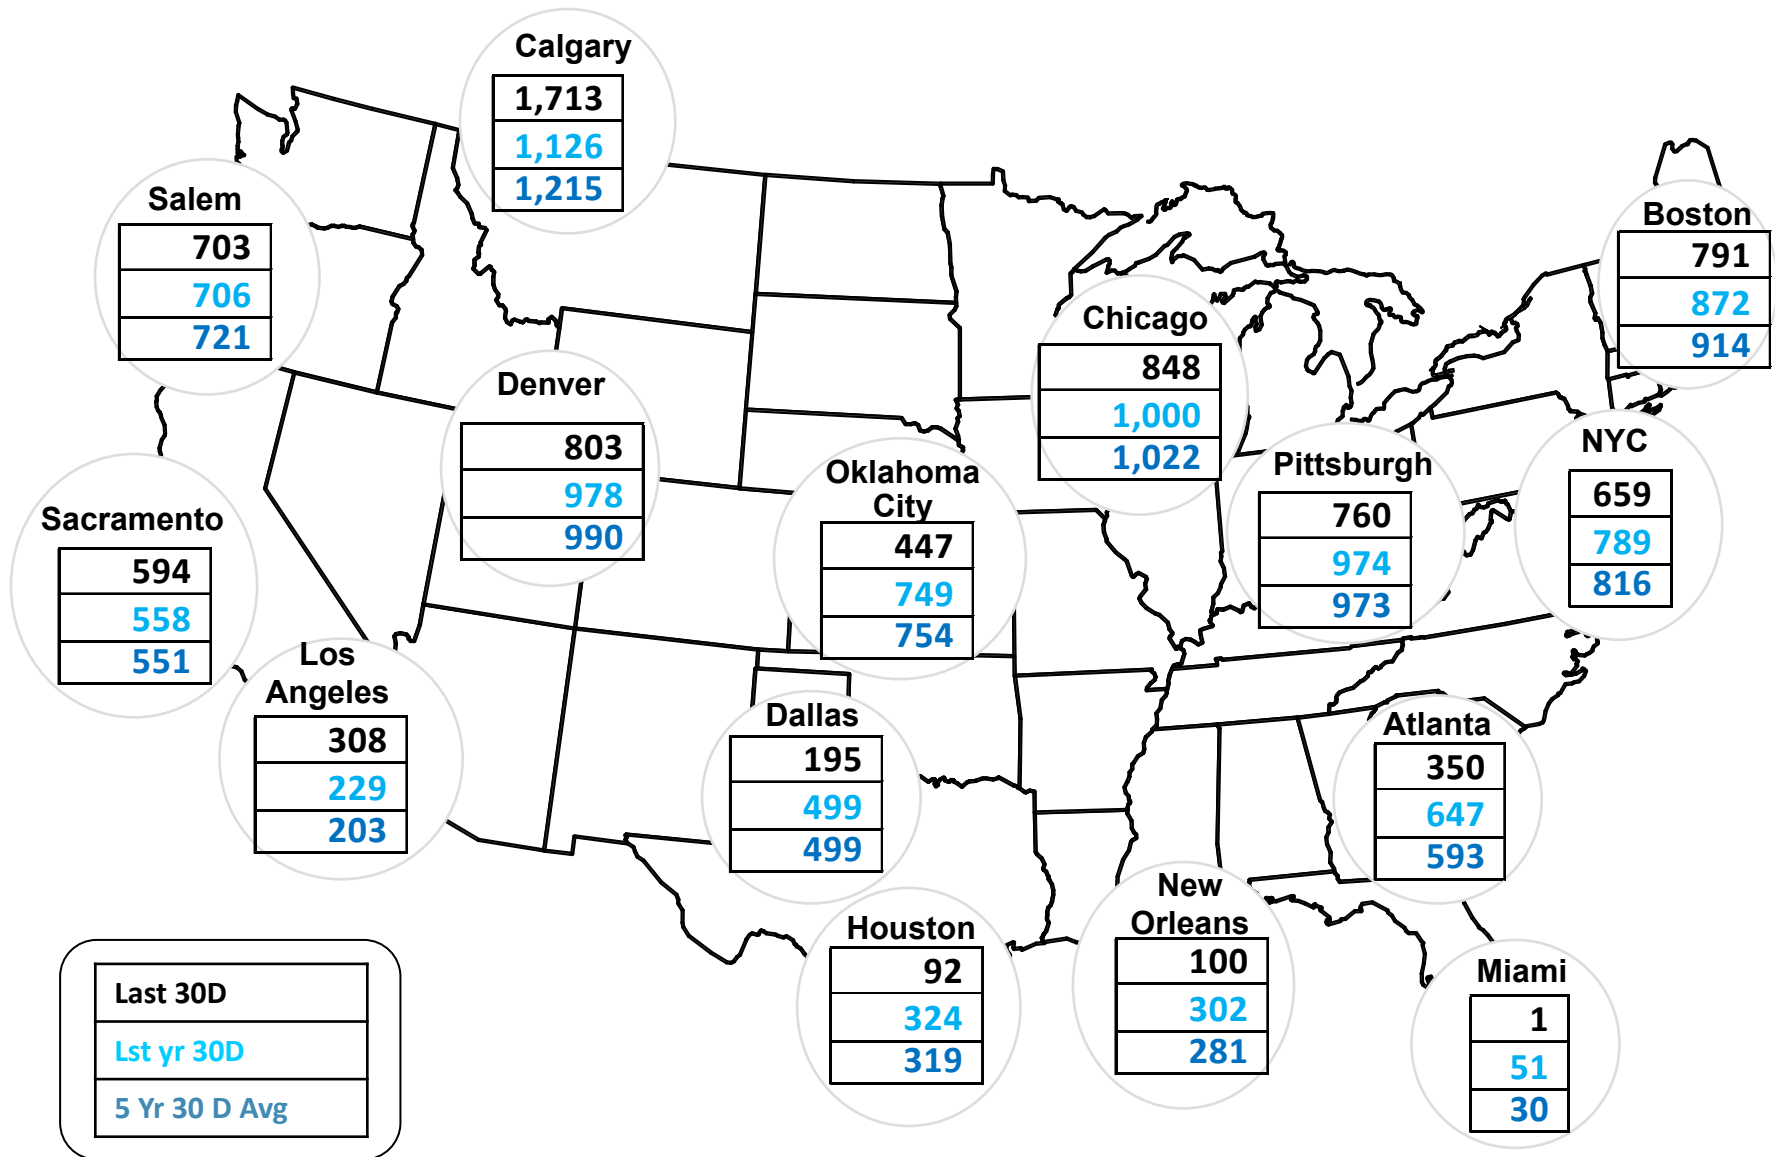 Calgary
1,713
1,126
1,215
Salem
703
706
721
Boston
791
872
914
Chicago
848
1,000
1,022
Denver
803
978
990
Oklahoma
City
447
749
754
Pittsburgh
760
974
973
NYC
659
789
816
Sacramento
594
558
551
Los
Angeles
308
229
203
Dallas
195
499
499
Atlanta
350
647
593
Houston
92
324
319
New
Orleans
100
302
281
Miami
1
51
30
Last 30D
Lst yr 30D
5 Yr 30 D Avg